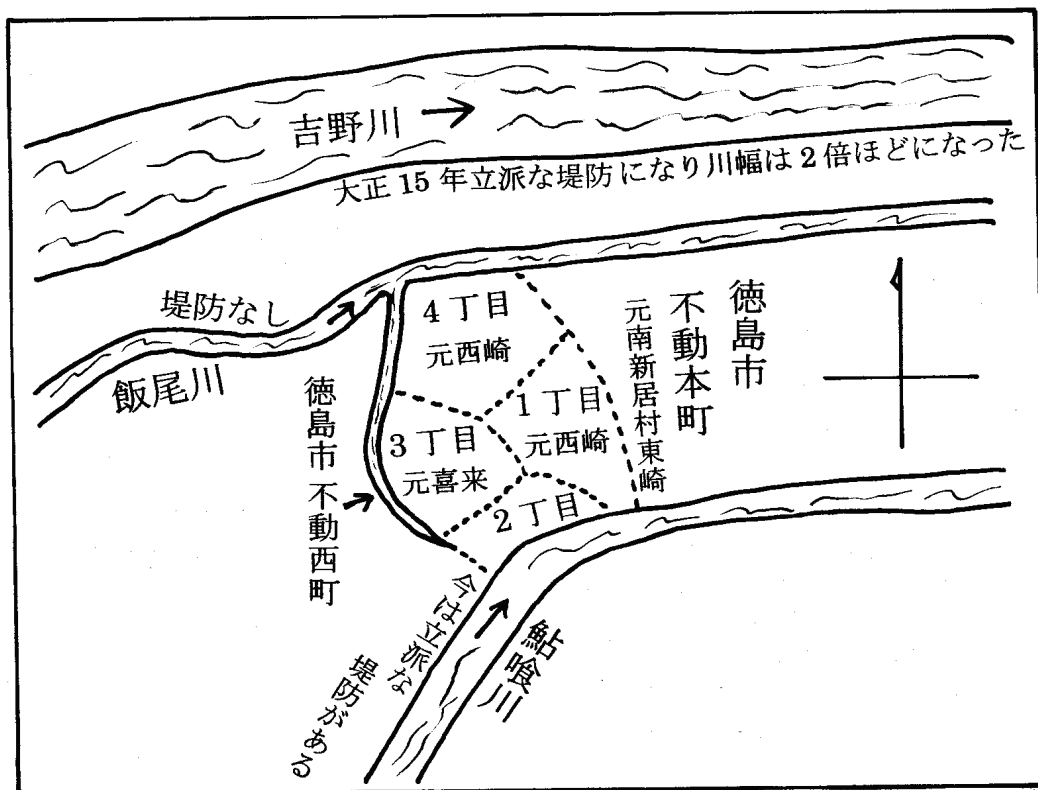 吉野川
大正15年立派な堤防になり川幅は2倍ほどになった
堤防なし
飯尾川
徳島市
不動本町
元南新居村東崎
4丁目
元西崎
1丁目
元西崎
3丁目
元喜来
2丁目
徳島市不動西町
今は立派な
堤防がある
鮎喰川